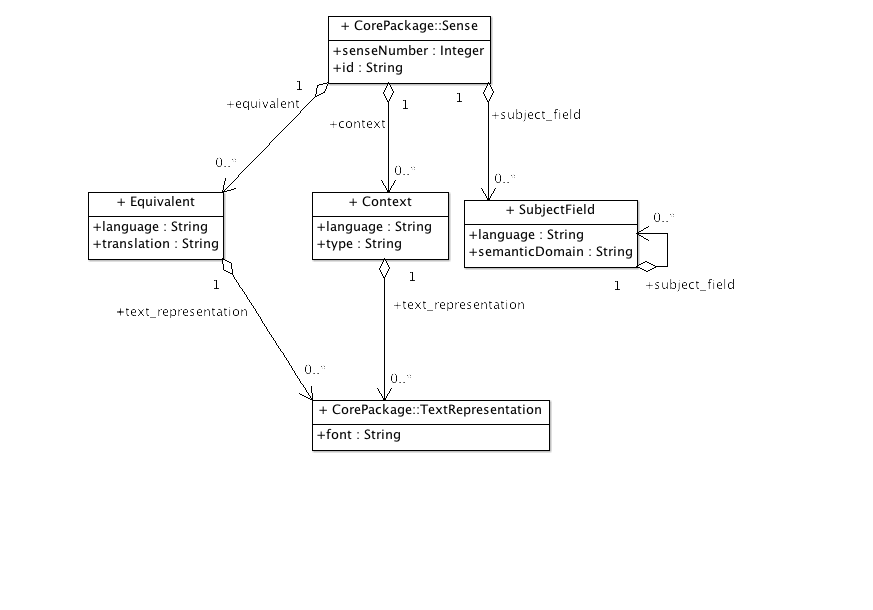 + CorePackage::Sense
+senseNumber : Integer
+id : String
1
1
1
+equivalent
+context
+subject_field
0..*
0..*
0..*
+ Equivalent
+language : String
+translation : String
+ Context
+language : String
+type : String
+ SubjectField
+language : String
+semanticDomain : String
0..*
1
+subject_field
1
+text_representation
1
+text_representation
0..*
0..*
+ CorePackage::TextRepresentation
+font : String